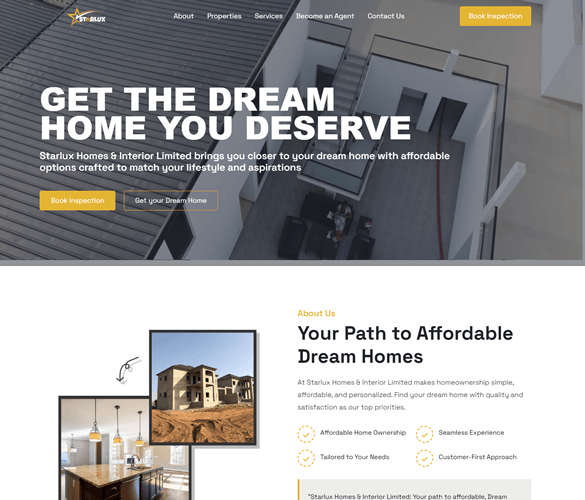 STARLUX
About Properties Services Become an Agent Contact Us Book Inspection
GET THE DREAM
HOME YOU DESERVE
Starlux Homes & Interior Limited brings you closer to your dream home with affordable
options crafted to match your lifestyle and aspirations
Book Inspection Get your Dream Home
About Us
Your Path to Affordable
Dream Homes
At Starlux Homes & Interior Limited makes homeownership simple,
affordable, and personalized. Find your dream home with quality and
satisfaction as our top priorities.
Affordable Home Ownership Seamless Experience
Tailored to Your Needs Customer-First Approach
"Starlux Homes & Interior Limited: Your path to affordable, Dream